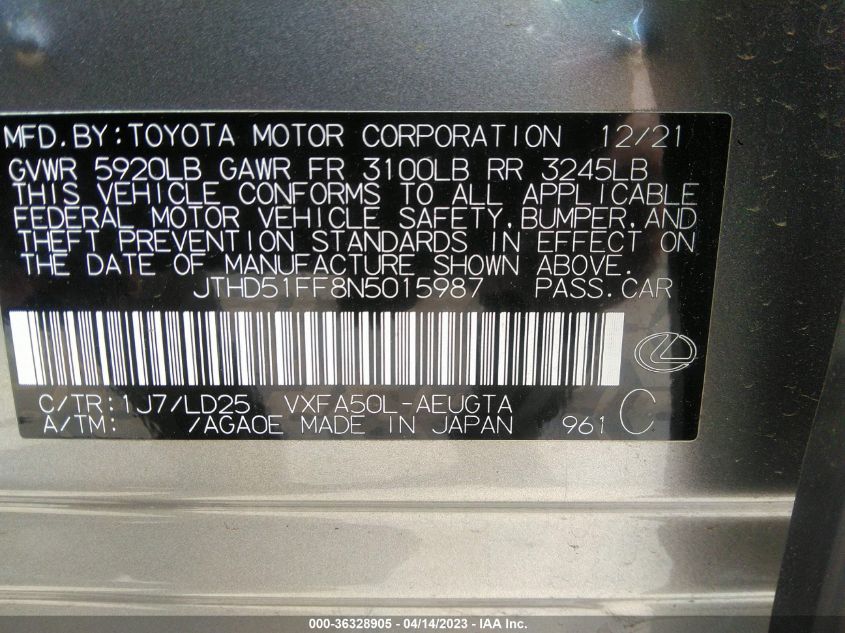 MFD.BY:TOYOTA MOTOR CORPORATION 12/21
GVWR 5920LB GAWR FR 3100LB RR 3245LB
THIS VEHICLE CONFORMS TO ALL APPLICABLE
FEDERAL MOTOR VEHICLE SAFETY,BUMPER,AND
THEFT PREVENTION STANDARDS IN EFFECT ON
THE DATE OF MANUFACTURE SHOWN ABOVE.
JTHD51FF8N5015987 PASS.CAR
C/TR:1J7/LD25 VXFA50L-AEUGTA
A/TM: /AGA0E MADE IN JAPAN 961 C
000-36328905 - 04/14/2023 - IAA Inc.